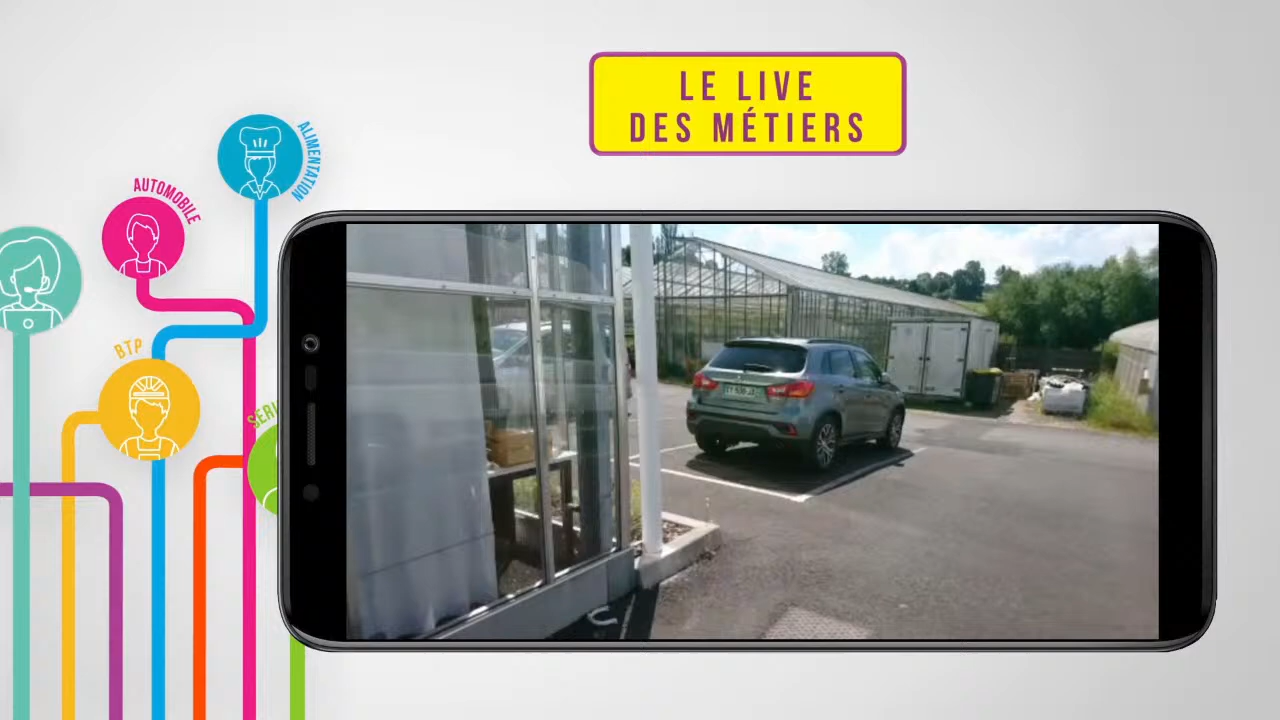 LE LIVE
DES MÉTIERS
ALIMENTATION
AUTOMOBILE
BTP